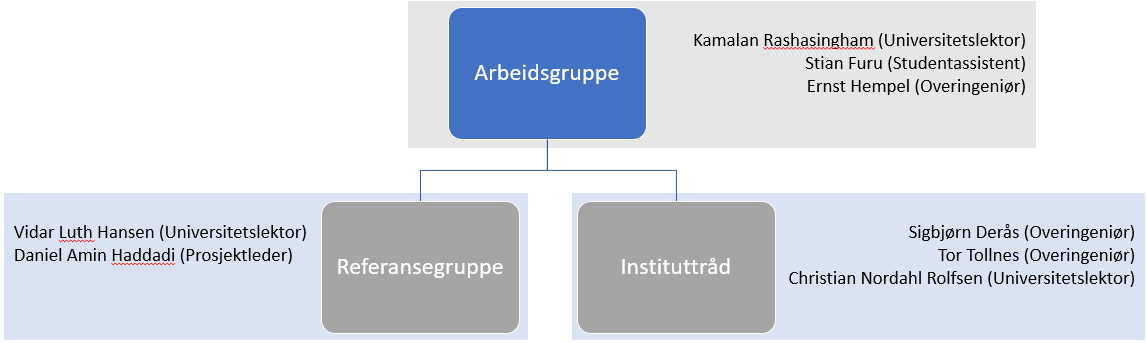 Arbeidsgruppe
Kamalan Rashasingham (Universitetslektor)
Stian Furu (Studentassistent)
Ernst Hempel (Overingeniør)
Vidar Luth Hansen (Universitetslektor)
Daniel Amin Haddadi (Prosjektleder)
Referansegruppe
Instituttråd
Sigbjørn Derås (Overingeniør)
Tor Tollnes (Overingeniør)
Christian Nordahl Rolfsen (Universitetslektor)